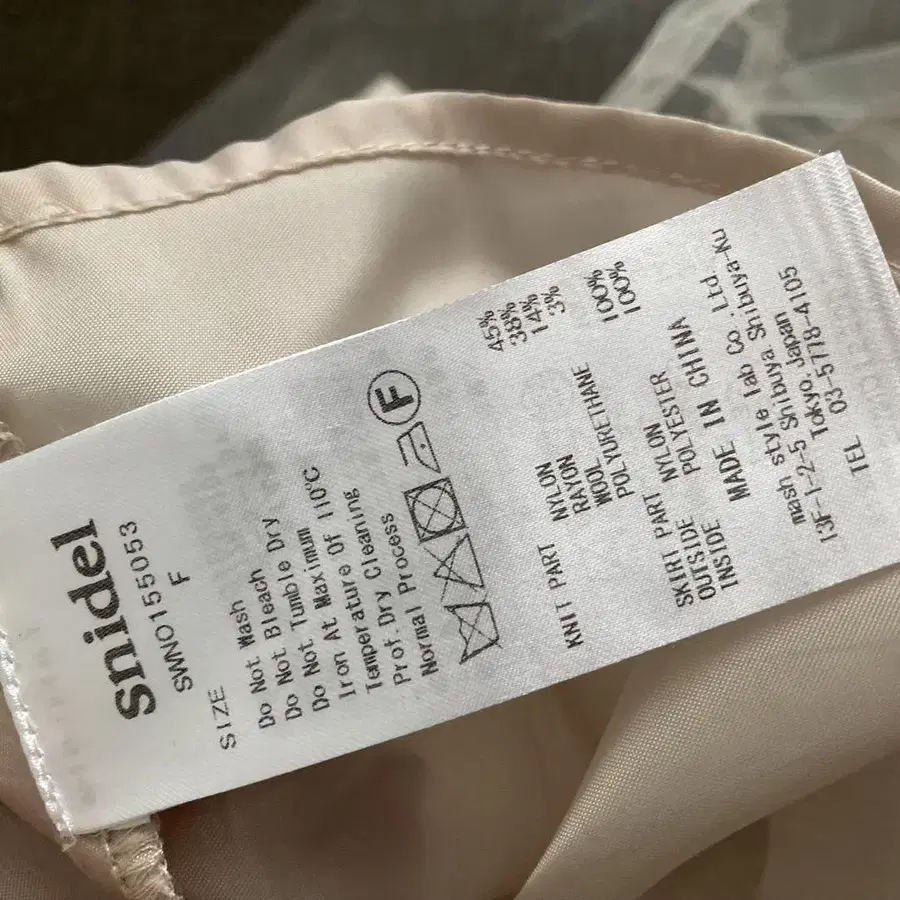 snidel
SWNO155053
SIZE F
Do Not Wash
Do Not Bleach
Do Not Tumble Dry
Iron At Maximum
Temperature Of 110℃
Prof. Dry Cleaning
Normal Process
F
KNIT PART NYLON 45%
RAYON 38%
WOOL 14%
POLYURETHANE 3%
SKIRT PART
OUTSIDE NYLON 100%
INSIDE POLYESTER 100%
MADE IN CHINA
mash style lab Co., Ltd.
13F-1-2-5 Shibuya, Shibuya-Ku
Tokyo, Japan
TEL 03-5778-4105